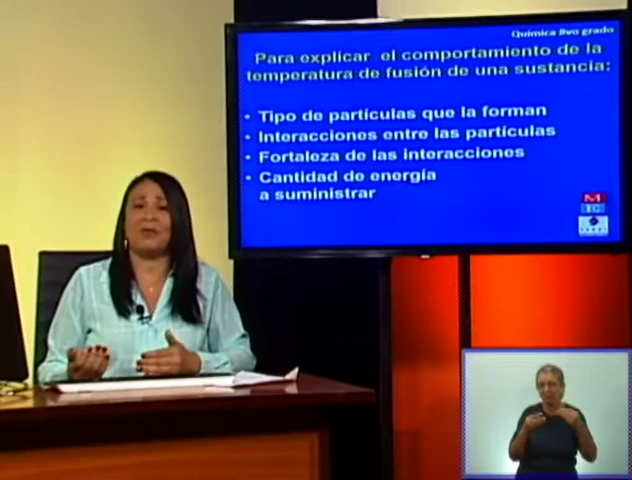 Química 8vo grado
Para explicar el comportamiento de la
temperatura de fusión de una sustancia:
• Tipo de partículas que la forman
• Interacciones entre las partículas
• Fortaleza de las interacciones
• Cantidad de energía
a suministrar
M